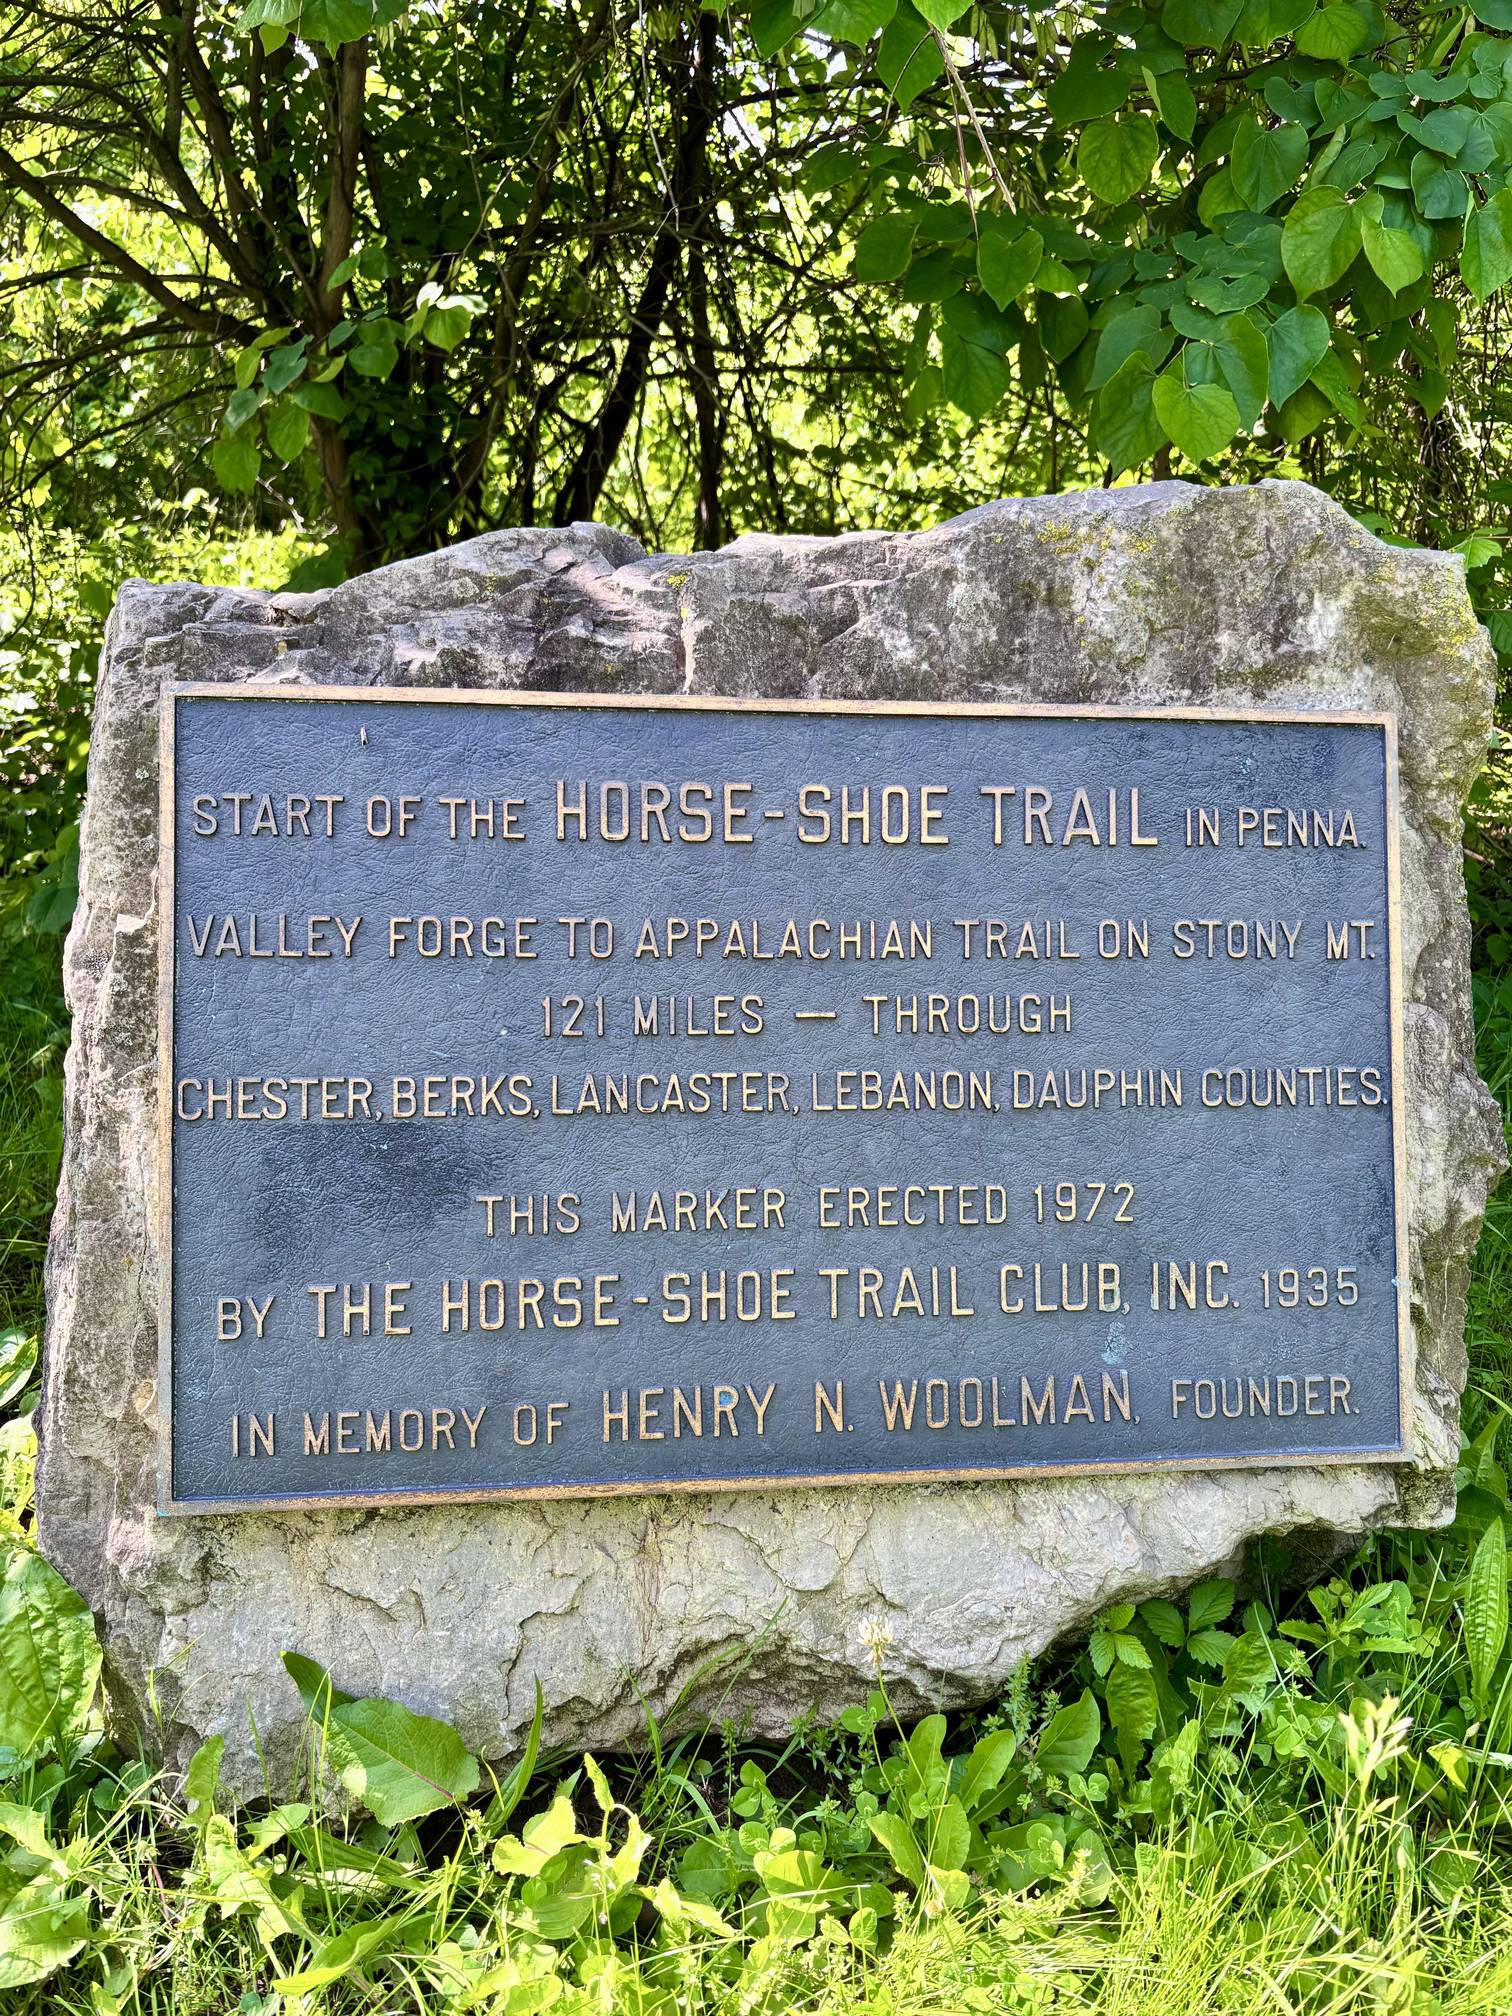 START OF THE HORSE-SHOE TRAIL IN PENNA.
VALLEY FORGE TO APPALACHIAN TRAIL ON STONY MT.
121 MILES — THROUGH
CHESTER, BERKS, LANCASTER, LEBANON, DAUPHIN COUNTIES.
THIS MARKER ERECTED 1972
BY THE HORSE-SHOE TRAIL CLUB, INC. 1935
IN MEMORY OF HENRY N. WOOLMAN, FOUNDER.